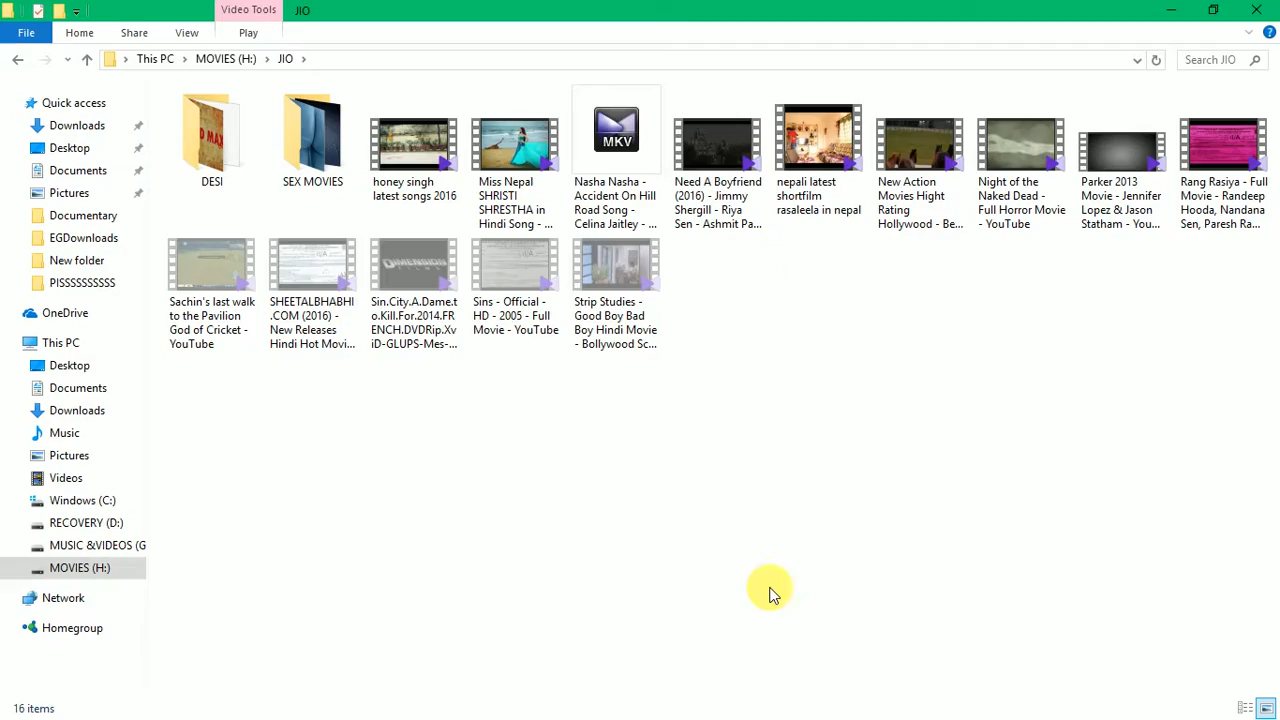 Video Tools
JIO
File
Home
Share
View
Play
This PC
MOVIES (H:)
JIO
Search JIO
Quick access
Downloads
Desktop
Documents
Pictures
Documentary
EGDownloads
New folder
PISSSSSSSSS
OneDrive
This PC
Desktop
Documents
Downloads
Music
Pictures
Videos
Windows (C:)
RECOVERY (D:)
MUSIC &VIDEOS (G
MOVIES (H:)
Network
Homegroup
DESI
SEX MOVIES
honey singh
latest songs 2016
Miss Nepal
SHRISTI
SHRESTHA in
Hindi Song - ...
MKV
Nasha Nasha -
Accident On Hill
Road Song -
Celina Jaitley - ...
Need A Boyfriend
(2016) - Jimmy
Shergill - Riya
Sen - Ashmit Pa...
nepali latest
shortfilm
rasaleela in nepal
New Action
Movies Hight
Rating
Hollywood - Be...
Night of the
Naked Dead -
Full Horror Movie
- YouTube
Parker 2013
Movie - Jennifer
Lopez & Jason
Statham - You...
Rang Rasiya - Full
Movie - Randeep
Hooda, Nandana
Sen, Paresh Ra...
Sachin's last walk
to the Pavilion
God of Cricket -
YouTube
SHEETALBHABHI
.COM (2016) -
New Releases
Hindi Hot Movi...
DIMENSION
Sin.City.A.Dame.t
o.Kill.For.2014.FR
ENCH.DVDRip.Xv
iD-GLUPS-Mes-...
Sins - Official -
HD - 2005 - Full
Movie - YouTube
Strip Studies -
Good Boy Bad
Boy Hindi Movie
- Bollywood Sc...
16 items